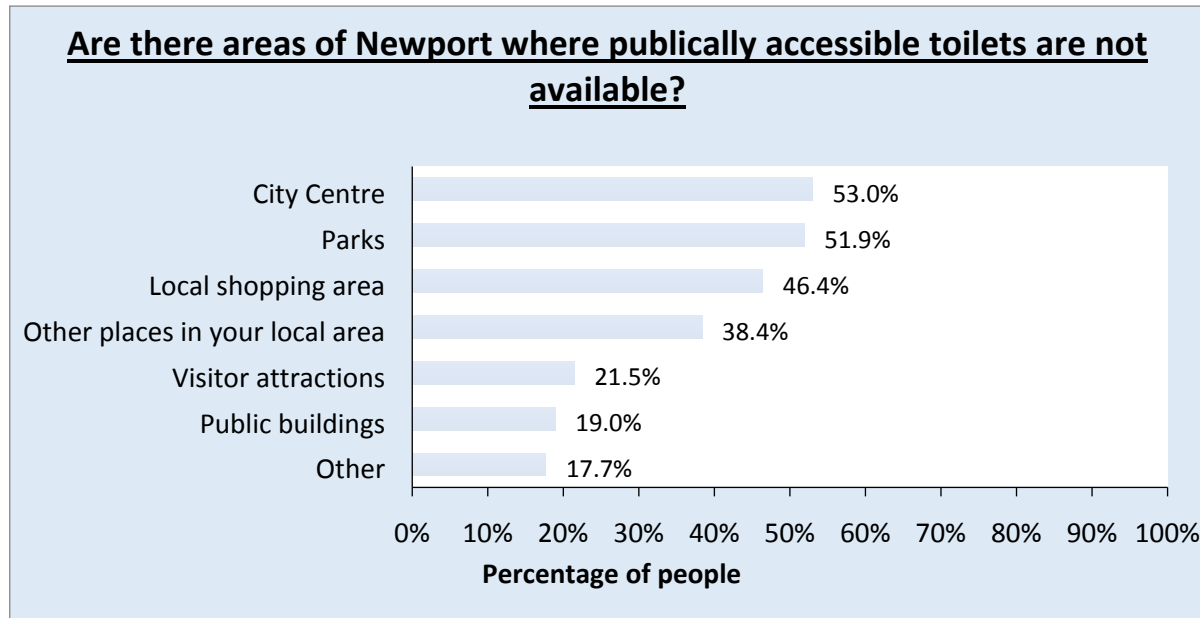 Are there areas of Newport where publically accessible toilets are not
available?
City Centre 53.0%
Parks 51.9%
Local shopping area 46.4%
Other places in your local area 38.4%
Visitor attractions 21.5%
Public buildings 19.0%
Other 17.7%
0% 10% 20% 30% 40% 50% 60% 70% 80% 90% 100%
Percentage of people